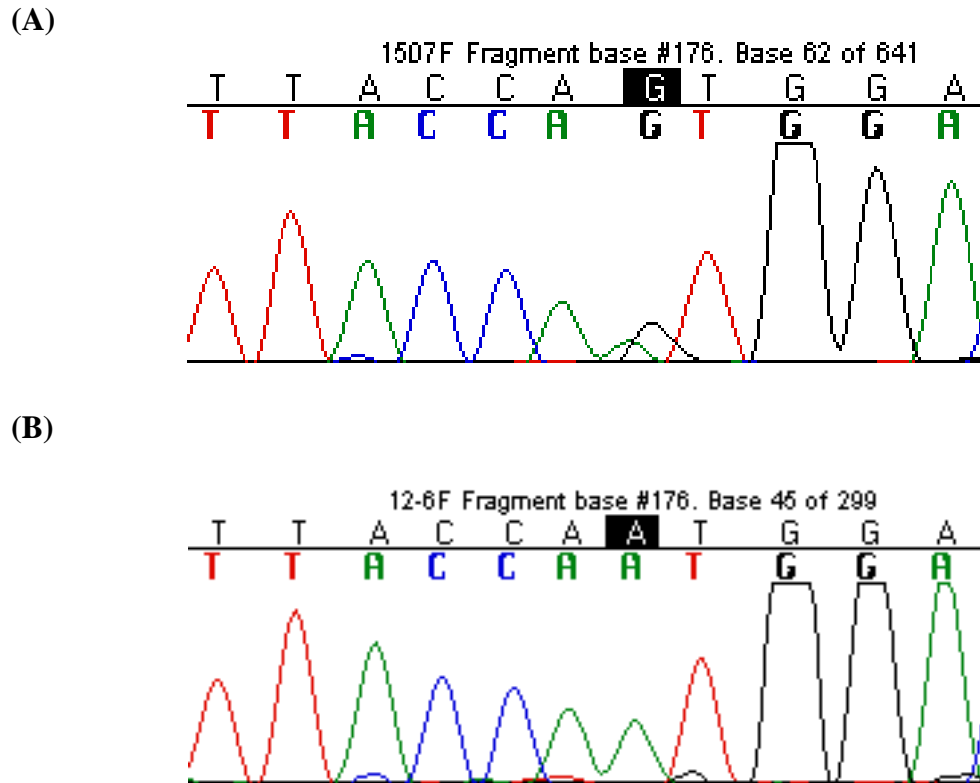 (A)
1507F Fragment base #176. Base 62 of 641
T T A C C A G T G G A
T T A C C A G T G G A
(B)
12-6F Fragment base #176. Base 45 of 299
T T A C C A A T G G A
T T A C C A A T G G A